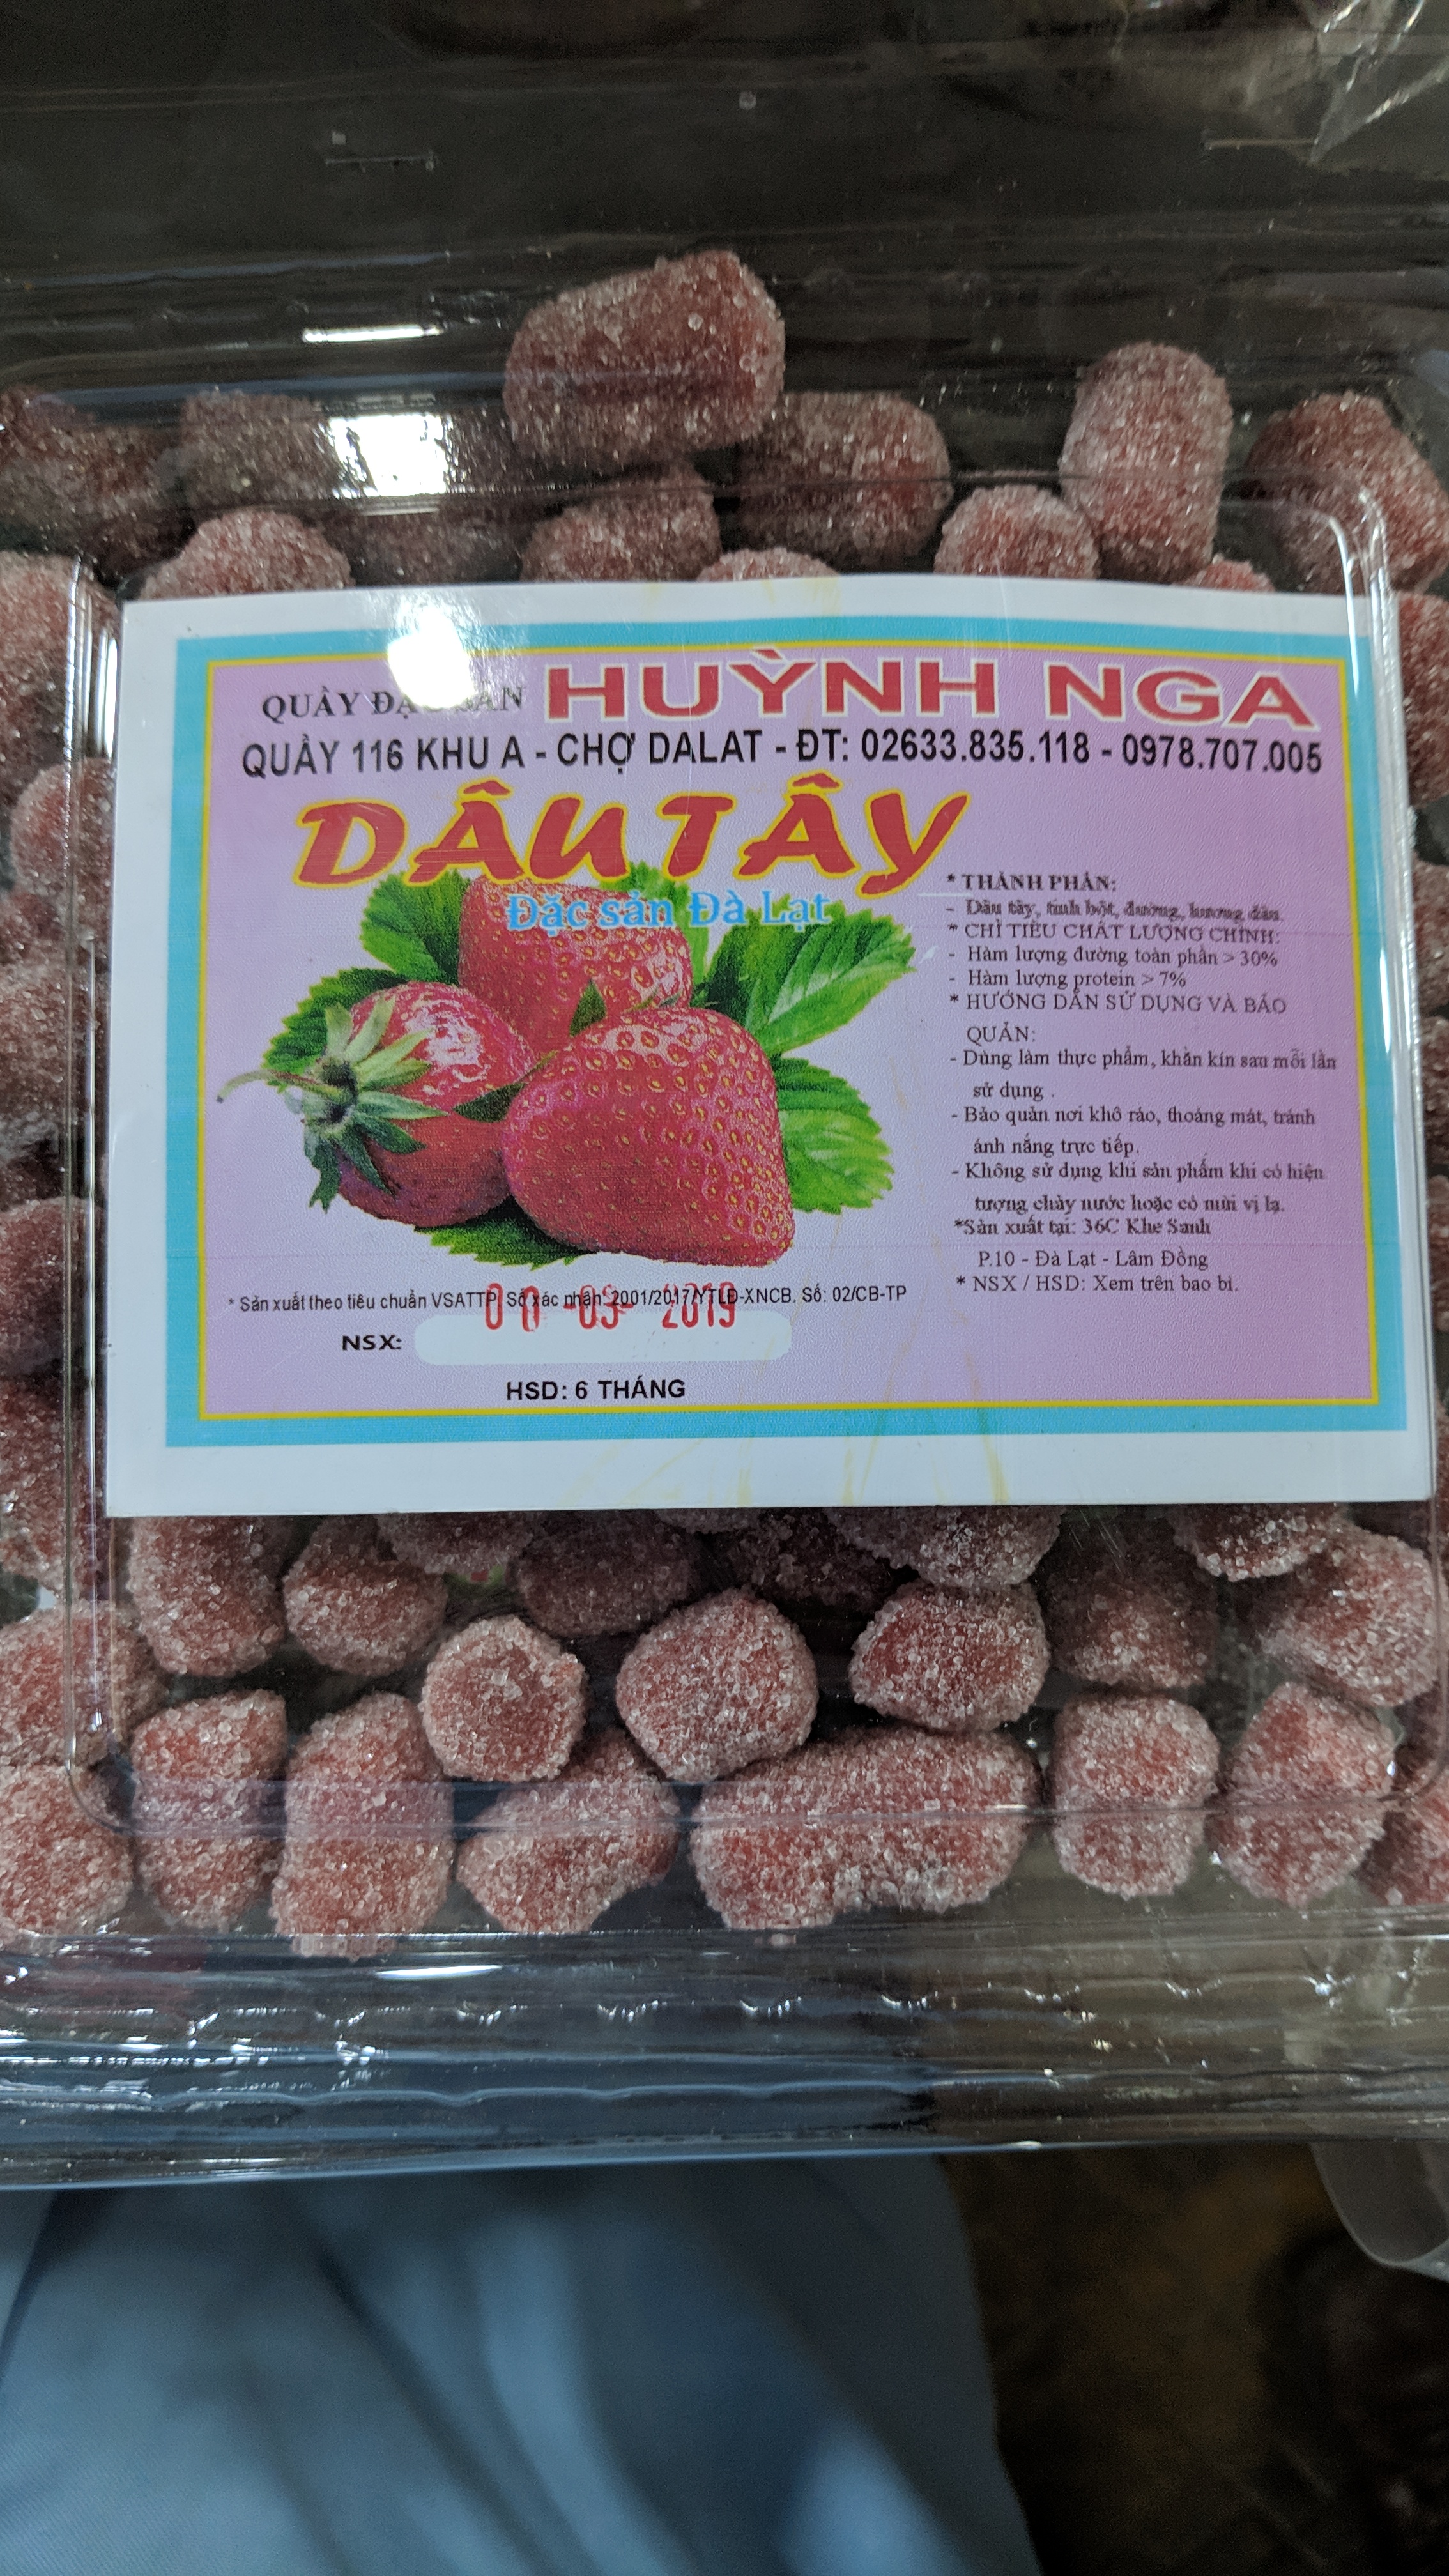 QUẦY ĐẶC SẢN HUỲNH NGA
QUẦY 116 KHU A - CHỢ DALAT - ĐT: 02633.835.118 - 0978.707.005
DÂU TÂY
Đặc sản Đà Lạt
* THÀNH PHẦN:
- Dâu tây, tinh bột, đường, hương dâu.
* CHỈ TIÊU CHẤT LƯỢNG CHÍNH:
- Hàm lượng đường toàn phần > 30%
- Hàm lượng protein > 7%
* HƯỚNG DẪN SỬ DỤNG VÀ BẢO
QUẢN:
- Dùng làm thực phẩm, khằn kín sau mỗi lần
sử dụng .
- Bảo quản nơi khô ráo, thoáng mát, tránh
ánh nắng trực tiếp.
- Không sử dụng khi sản phẩm khi có hiện
tượng chảy nước hoặc có mùi vị lạ.
*Sản xuất tại: 36C Khe Sanh
P.10 - Đà Lạt - Lâm Đồng
* NSX / HSD: Xem trên bao bì.
* Sản xuất theo tiêu chuẩn VSATTP. Số xác nhận: 2001/2017/YTLĐ-XNCB. Số: 02/CB-TP
-03- 2019
NSX:
HSD: 6 THÁNG